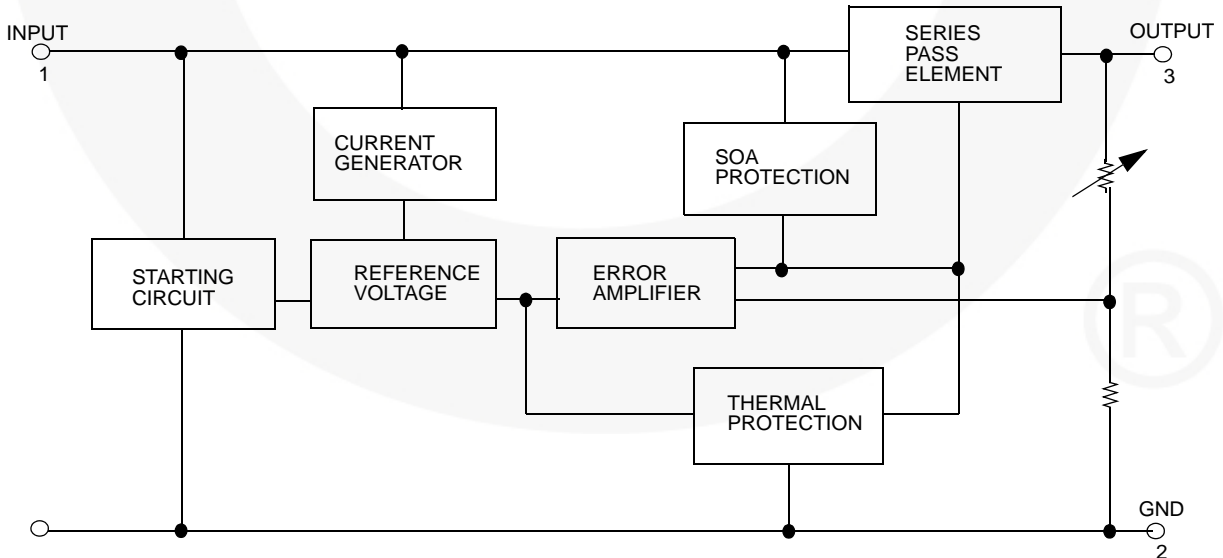 INPUT
1
SERIES
PASS
ELEMENT
OUTPUT
3
CURRENT
GENERATOR
SOA
PROTECTION
STARTING
CIRCUIT
REFERENCE
VOLTAGE
ERROR
AMPLIFIER
THERMAL
PROTECTION
GND
2
®